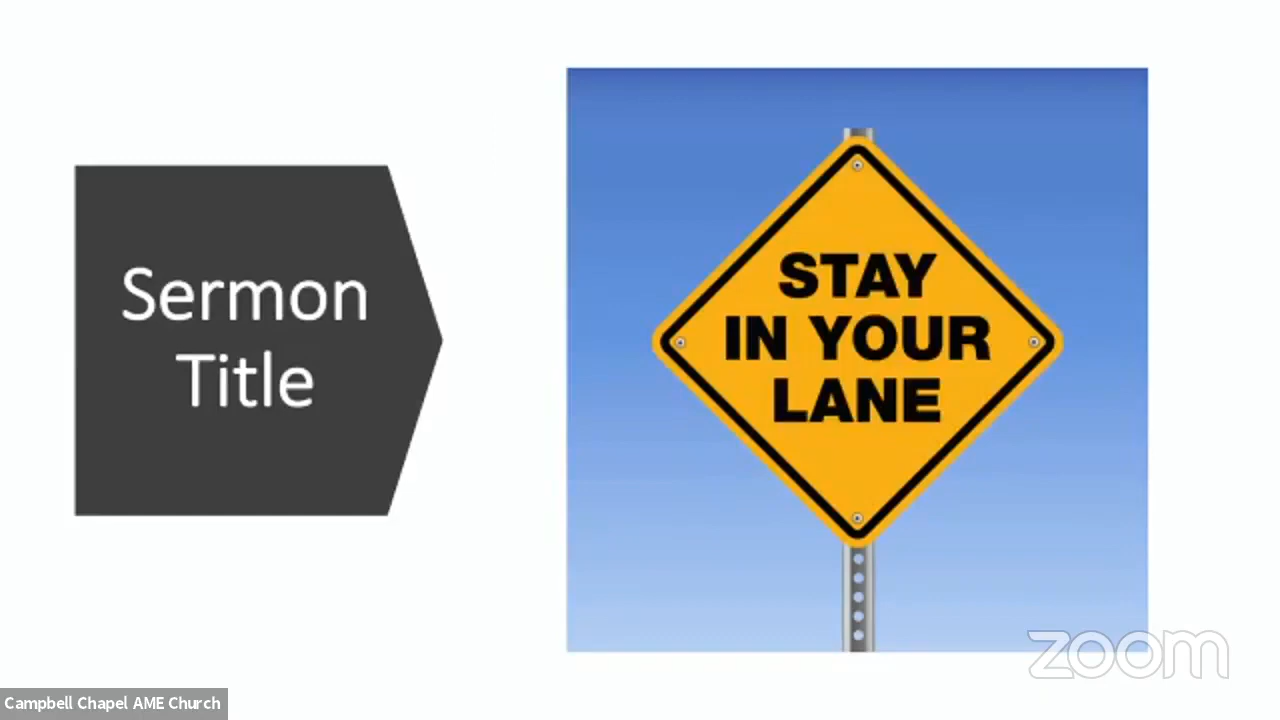 Sermon
Title
STAY
IN YOUR
LANE
zoom
Campbell Chapel AME Church